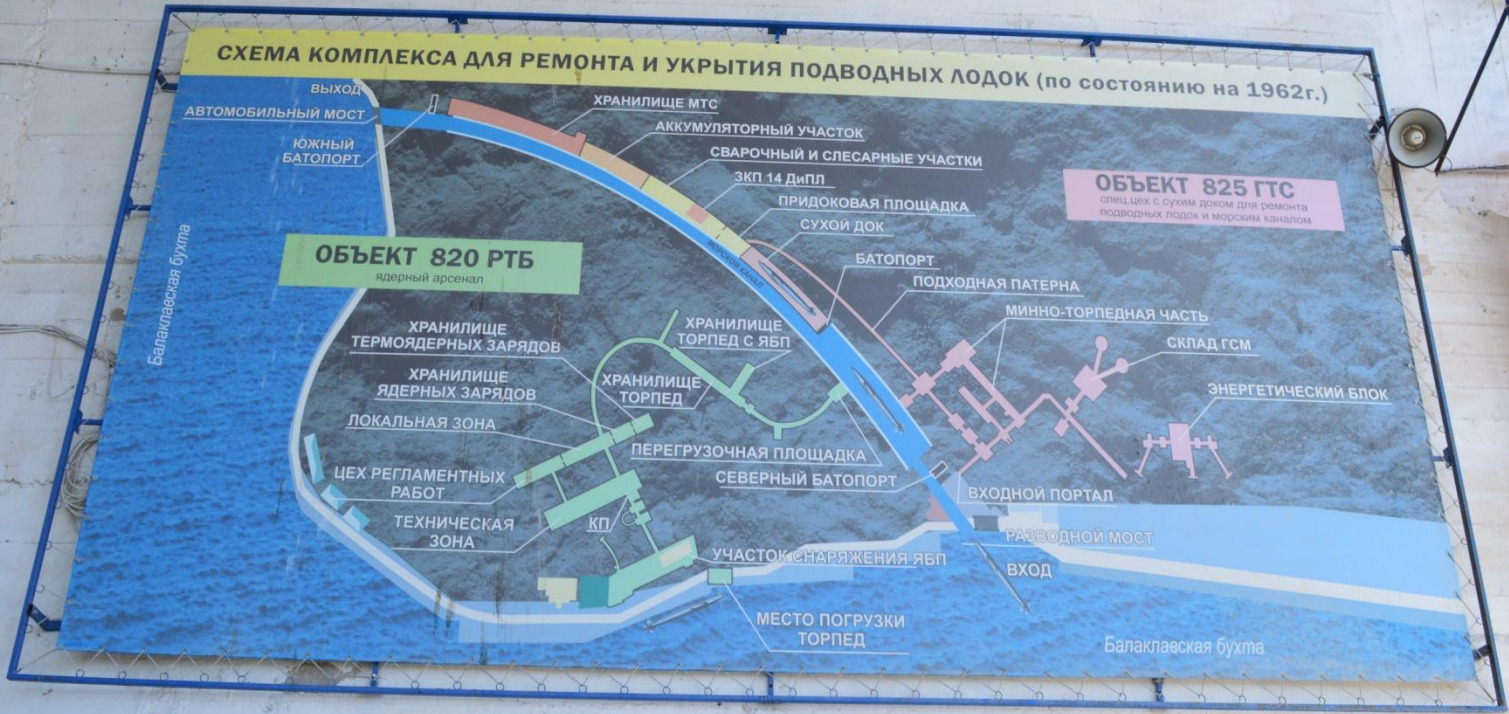 СХЕМА КОМПЛЕКСА ДЛЯ РЕМОНТА И УКРЫТИЯ ПОДВОДНЫХ ЛОДОК (по состоянию на 1962г.)
ВЫХОД
АВТОМОБИЛЬНЫЙ МОСТ
ЮЖНЫЙ
БАТОПОРТ
ХРАНИЛИЩЕ МТС
АККУМУЛЯТОРНЫЙ УЧАСТОК
СВАРОЧНЫЙ И СЛЕСАРНЫЕ УЧАСТКИ
ЗКП 14 ДиПЛ
ПРИДОКОВАЯ ПЛОЩАДКА
СУХОЙ ДОК
МОРСКОЙ КАНАЛ
БАТОПОРТ
ПОДХОДНАЯ ПАТЕРНА
МИННО-ТОРПЕДНАЯ ЧАСТЬ
СКЛАД ГСМ
ЭНЕРГЕТИЧЕСКИЙ БЛОК
ОБЪЕКТ 825 ГТС
спец.цех с сухим доком для ремонта
подводных лодок и морским каналом
Балаклавская бухта
ОБЪЕКТ 820 РТБ
ядерный арсенал
ХРАНИЛИЩЕ
ТЕРМОЯДЕРНЫХ ЗАРЯДОВ
ХРАНИЛИЩЕ
ТОРПЕД С ЯБП
ХРАНИЛИЩЕ
ЯДЕРНЫХ ЗАРЯДОВ
ХРАНИЛИЩЕ
ТОРПЕД
ЛОКАЛЬНАЯ ЗОНА
ПЕРЕГРУЗОЧНАЯ ПЛОЩАДКА
ЦЕХ РЕГЛАМЕНТНЫХ
РАБОТ
СЕВЕРНЫЙ БАТОПОРТ
ВХОДНОЙ ПОРТАЛ
ТЕХНИЧЕСКАЯ
ЗОНА
КП
РАЗВОДНОЙ МОСТ
УЧАСТОК СНАРЯЖЕНИЯ ЯБП
ВХОД
МЕСТО ПОГРУЗКИ
ТОРПЕД
Балаклавская бухта